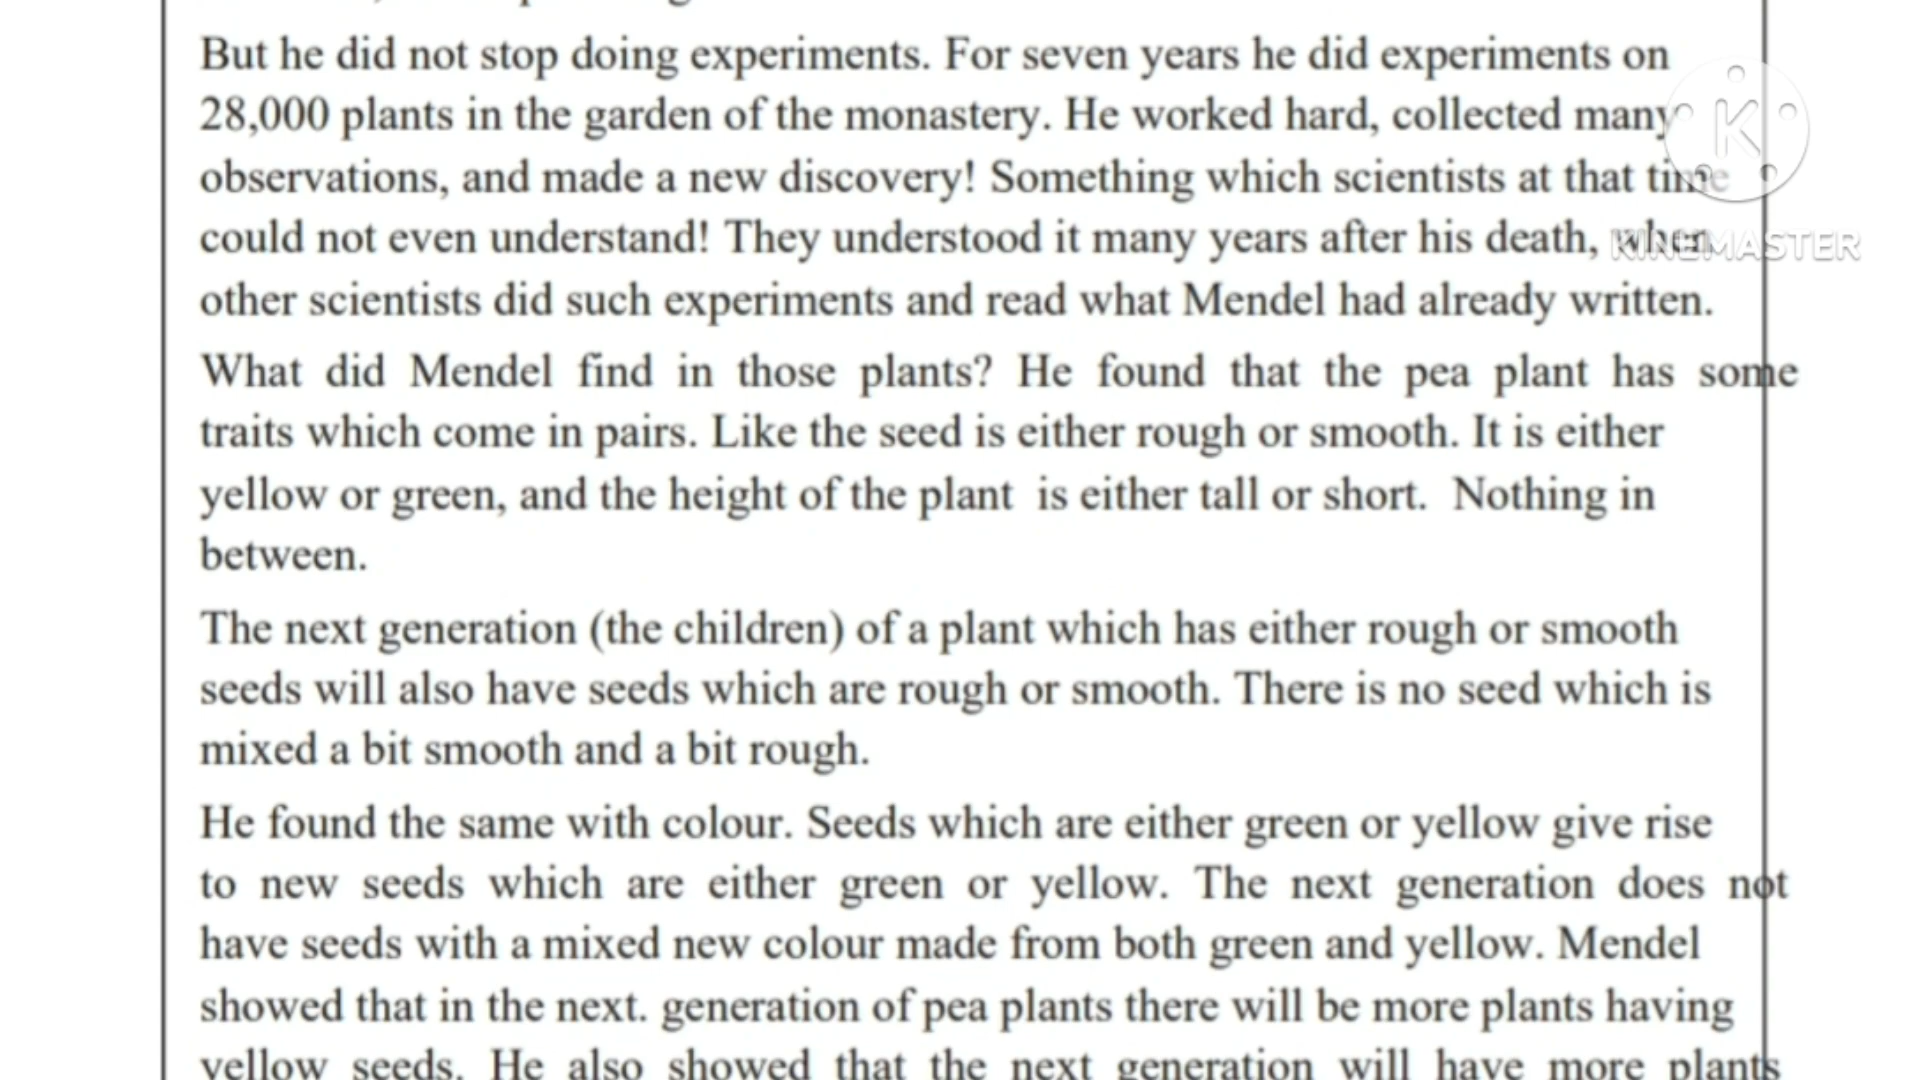 But he did not stop doing experiments. For seven years he did experiments on
28,000 plants in the garden of the monastery. He worked hard, collected many
observations, and made a new discovery! Something which scientists at that time
could not even understand! They understood it many years after his death, when
KINEMASTER
other scientists did such experiments and read what Mendel had already written.
What did Mendel find in those plants? He found that the pea plant has some
traits which come in pairs. Like the seed is either rough or smooth. It is either
yellow or green, and the height of the plant is either tall or short. Nothing in
between.
The next generation (the children) of a plant which has either rough or smooth
seeds will also have seeds which are rough or smooth. There is no seed which is
mixed a bit smooth and a bit rough.
He found the same with colour. Seeds which are either green or yellow give rise
to new seeds which are either green or yellow. The next generation does not
have seeds with a mixed new colour made from both green and yellow. Mendel
showed that in the next. generation of pea plants there will be more plants having
yellow seeds. He also showed that the next generation will have more plants